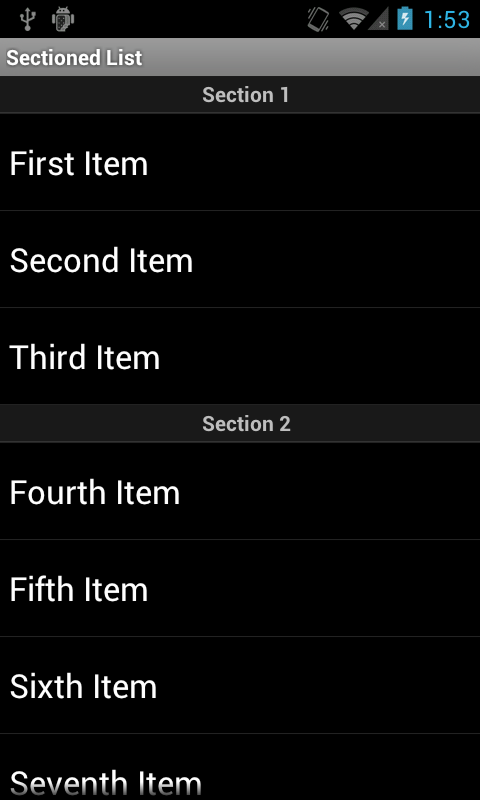 1:53
Sectioned List
Section 1
First Item
Second Item
Third Item
Section 2
Fourth Item
Fifth Item
Sixth Item
Seventh Item